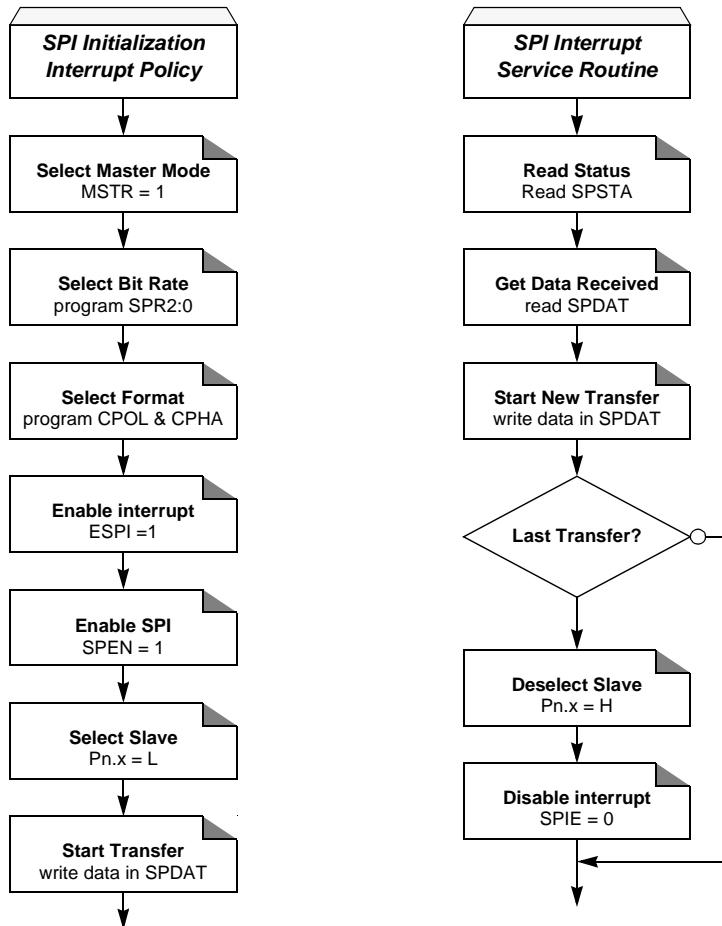 SPI Initialization
Interrupt Policy
Select Master Mode
MSTR = 1
Select Bit Rate
program SPR2:0
Select Format
program CPOL & CPHA
Enable interrupt
ESPI =1
Enable SPI
SPEN = 1
Select Slave
Pn.x = L
Start Transfer
write data in SPDAT
SPI Interrupt
Service Routine
Read Status
Read SPSTA
Get Data Received
read SPDAT
Start New Transfer
write data in SPDAT
Last Transfer?
Deselect Slave
Pn.x = H
Disable interrupt
SPIE = 0